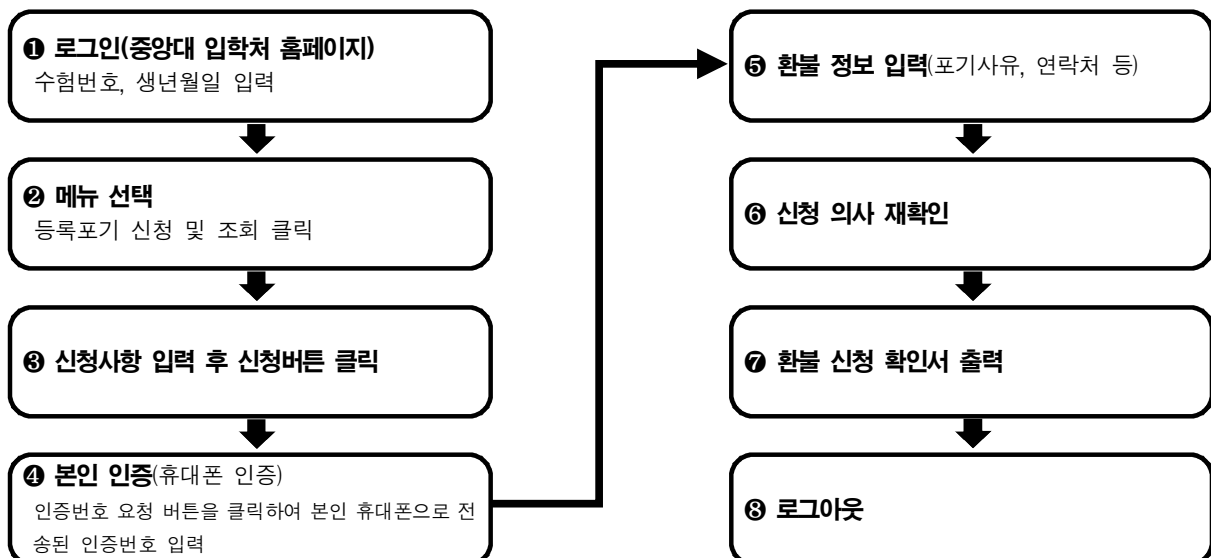 ❶ 로그인(중앙대 입학처 홈페이지)
수험번호, 생년월일 입력
❷ 메뉴 선택
등록포기 신청 및 조회 클릭
❸ 신청사항 입력 후 신청버튼 클릭
❹ 본인 인증(휴대폰 인증)
인증번호 요청 버튼을 클릭하여 본인 휴대폰으로 전
송된 인증번호 입력
❺ 환불 정보 입력(포기사유, 연락처 등)
❻ 신청 의사 재확인
❼ 환불 신청 확인서 출력
❽ 로그아웃